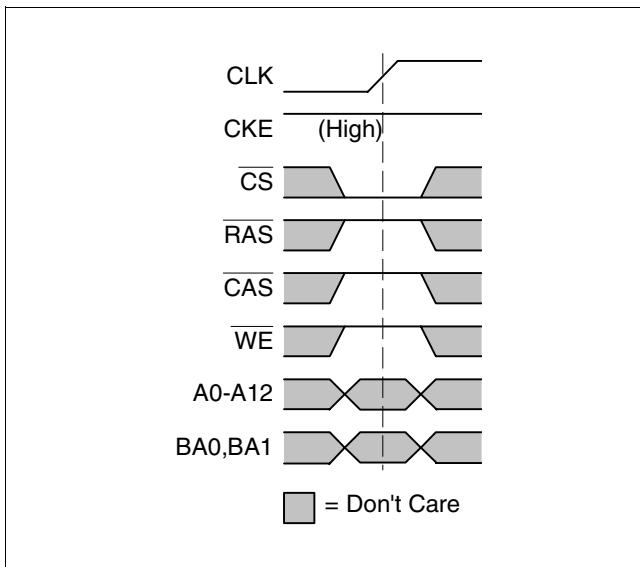 CLK
CKE (High)
CS
RAS
CAS
WE
A0-A12
BA0,BA1
= Don't Care